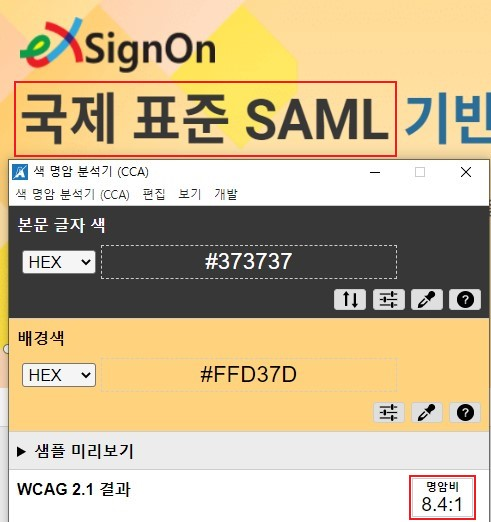 exSignOn
국제 표준 SAML 기반
색 명암 분석기 (CCA)
색 명암 분석기 (CCA) 편집 보기 개발
본문 글자 색
HEX #373737
배경색
HEX #FFD37D
▶ 샘플 미리보기
WCAG 2.1 결과
명암비
8.4:1